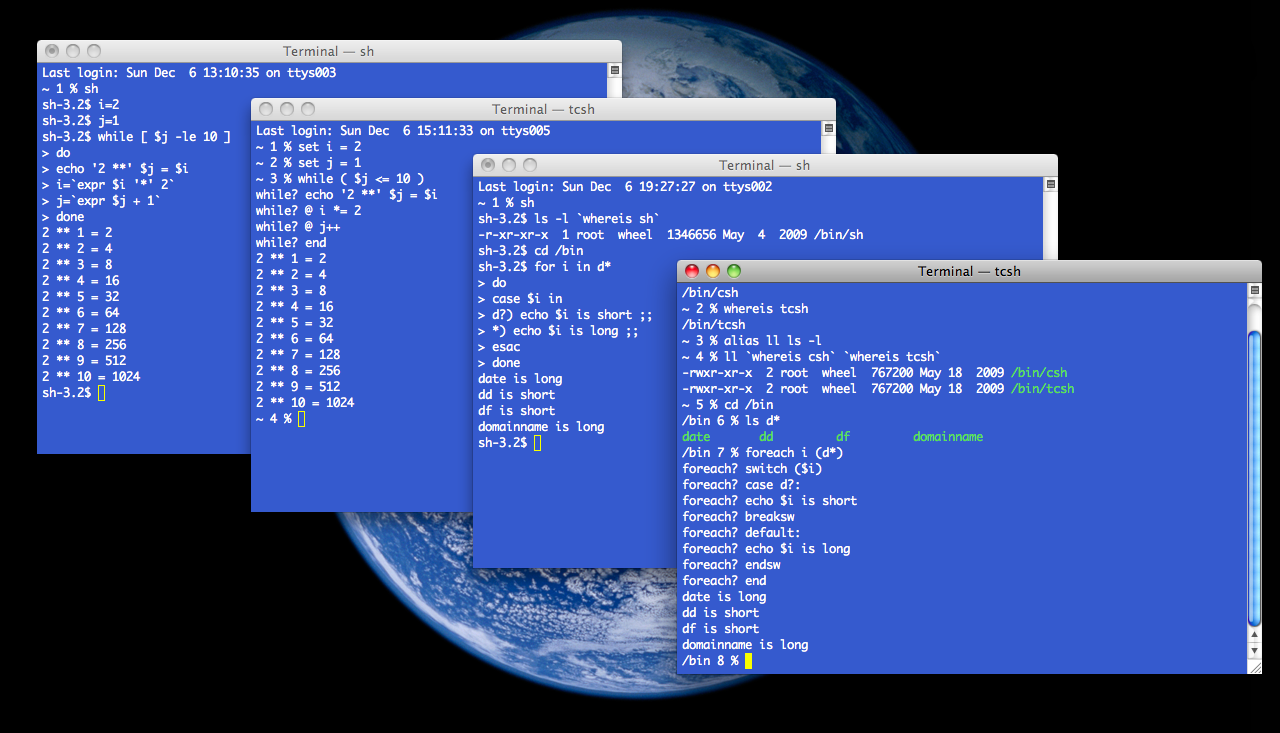 Terminal — sh
Last login: Sun Dec  6 13:10:35 on ttys003
~ 1 % sh
sh-3.2$ i=2
sh-3.2$ j=1
sh-3.2$ while [ $j -le 10 ]
> do
> echo '2 **' $j = $i
> i=`expr $i '*' 2`
> j=`expr $j + 1`
> done
2 ** 1 = 2
2 ** 2 = 4
2 ** 3 = 8
2 ** 4 = 16
2 ** 5 = 32
2 ** 6 = 64
2 ** 7 = 128
2 ** 8 = 256
2 ** 9 = 512
2 ** 10 = 1024
sh-3.2$
Terminal — tcsh
Last login: Sun Dec  6 15:11:33 on ttys005
~ 1 % set i = 2
~ 2 % set j = 1
~ 3 % while ( $j <= 10 )
while? echo '2 **' $j = $i
while? @ i *= 2
while? @ j++
while? end
2 ** 1 = 2
2 ** 2 = 4
2 ** 3 = 8
2 ** 4 = 16
2 ** 5 = 32
2 ** 6 = 64
2 ** 7 = 128
2 ** 8 = 256
2 ** 9 = 512
2 ** 10 = 1024
~ 4 %
Terminal — sh
Last login: Sun Dec  6 19:27:27 on ttys002
~ 1 % sh
sh-3.2$ ls -l `whereis sh`
-r-xr-xr-x  1 root  wheel  1346656 May  4  2009 /bin/sh
sh-3.2$ cd /bin
sh-3.2$ for i in d*
> do
> case $i in
> d?) echo $i is short ;;
> *) echo $i is long ;;
> esac
> done
date is long
dd is short
df is short
domainname is long
sh-3.2$
Terminal — tcsh
/bin/csh
~ 2 % whereis tcsh
/bin/tcsh
~ 3 % alias ll ls -l
~ 4 % ll `whereis csh` `whereis tcsh`
-rwxr-xr-x  2 root  wheel  767200 May 18  2009 /bin/csh
-rwxr-xr-x  2 root  wheel  767200 May 18  2009 /bin/tcsh
~ 5 % cd /bin
/bin 6 % ls d*
date       dd         df         domainname
/bin 7 % foreach i (d*)
foreach? switch ($i)
foreach? case d?:
foreach? echo $i is short
foreach? breaksw
foreach? default:
foreach? echo $i is long
foreach? endsw
foreach? end
date is long
dd is short
df is short
domainname is long
/bin 8 %